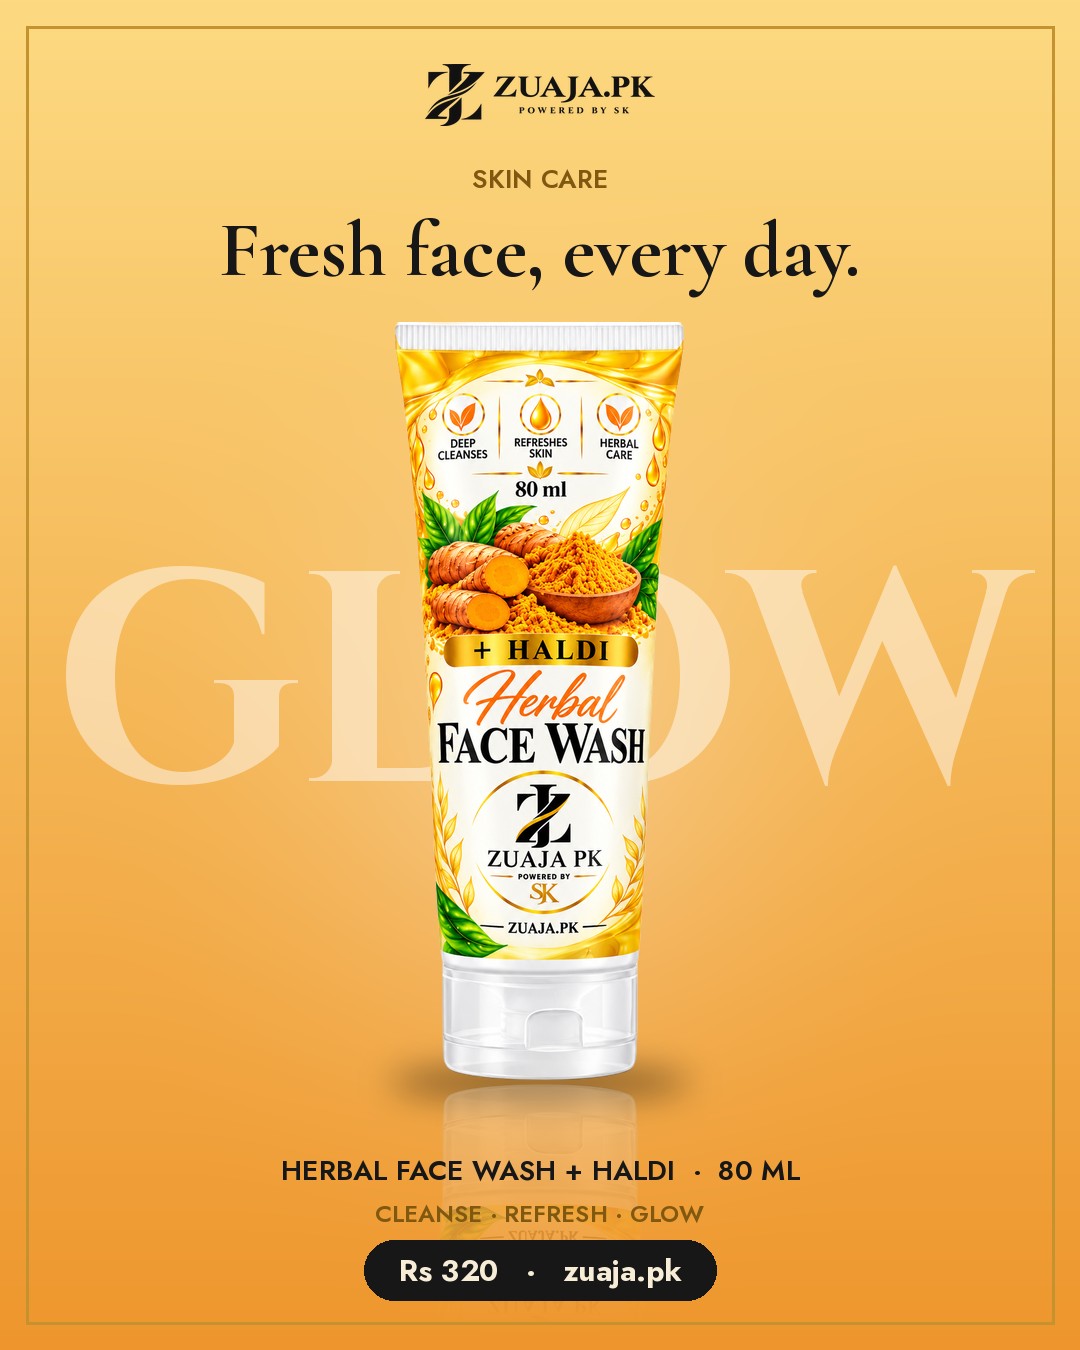 ZUAJA.PK
POWERED BY SK
SKIN CARE
Fresh face, every day.
GLOW
DEEP CLEANSES
REFRESHES SKIN
HERBAL CARE
80 ml
+ HALDI
Herbal
FACE WASH
ZUAJA PK
POWERED BY
SK
ZUAJA.PK
HERBAL FACE WASH + HALDI · 80 ML
CLEANSE · REFRESH · GLOW
Rs 320 · zuaja.pk